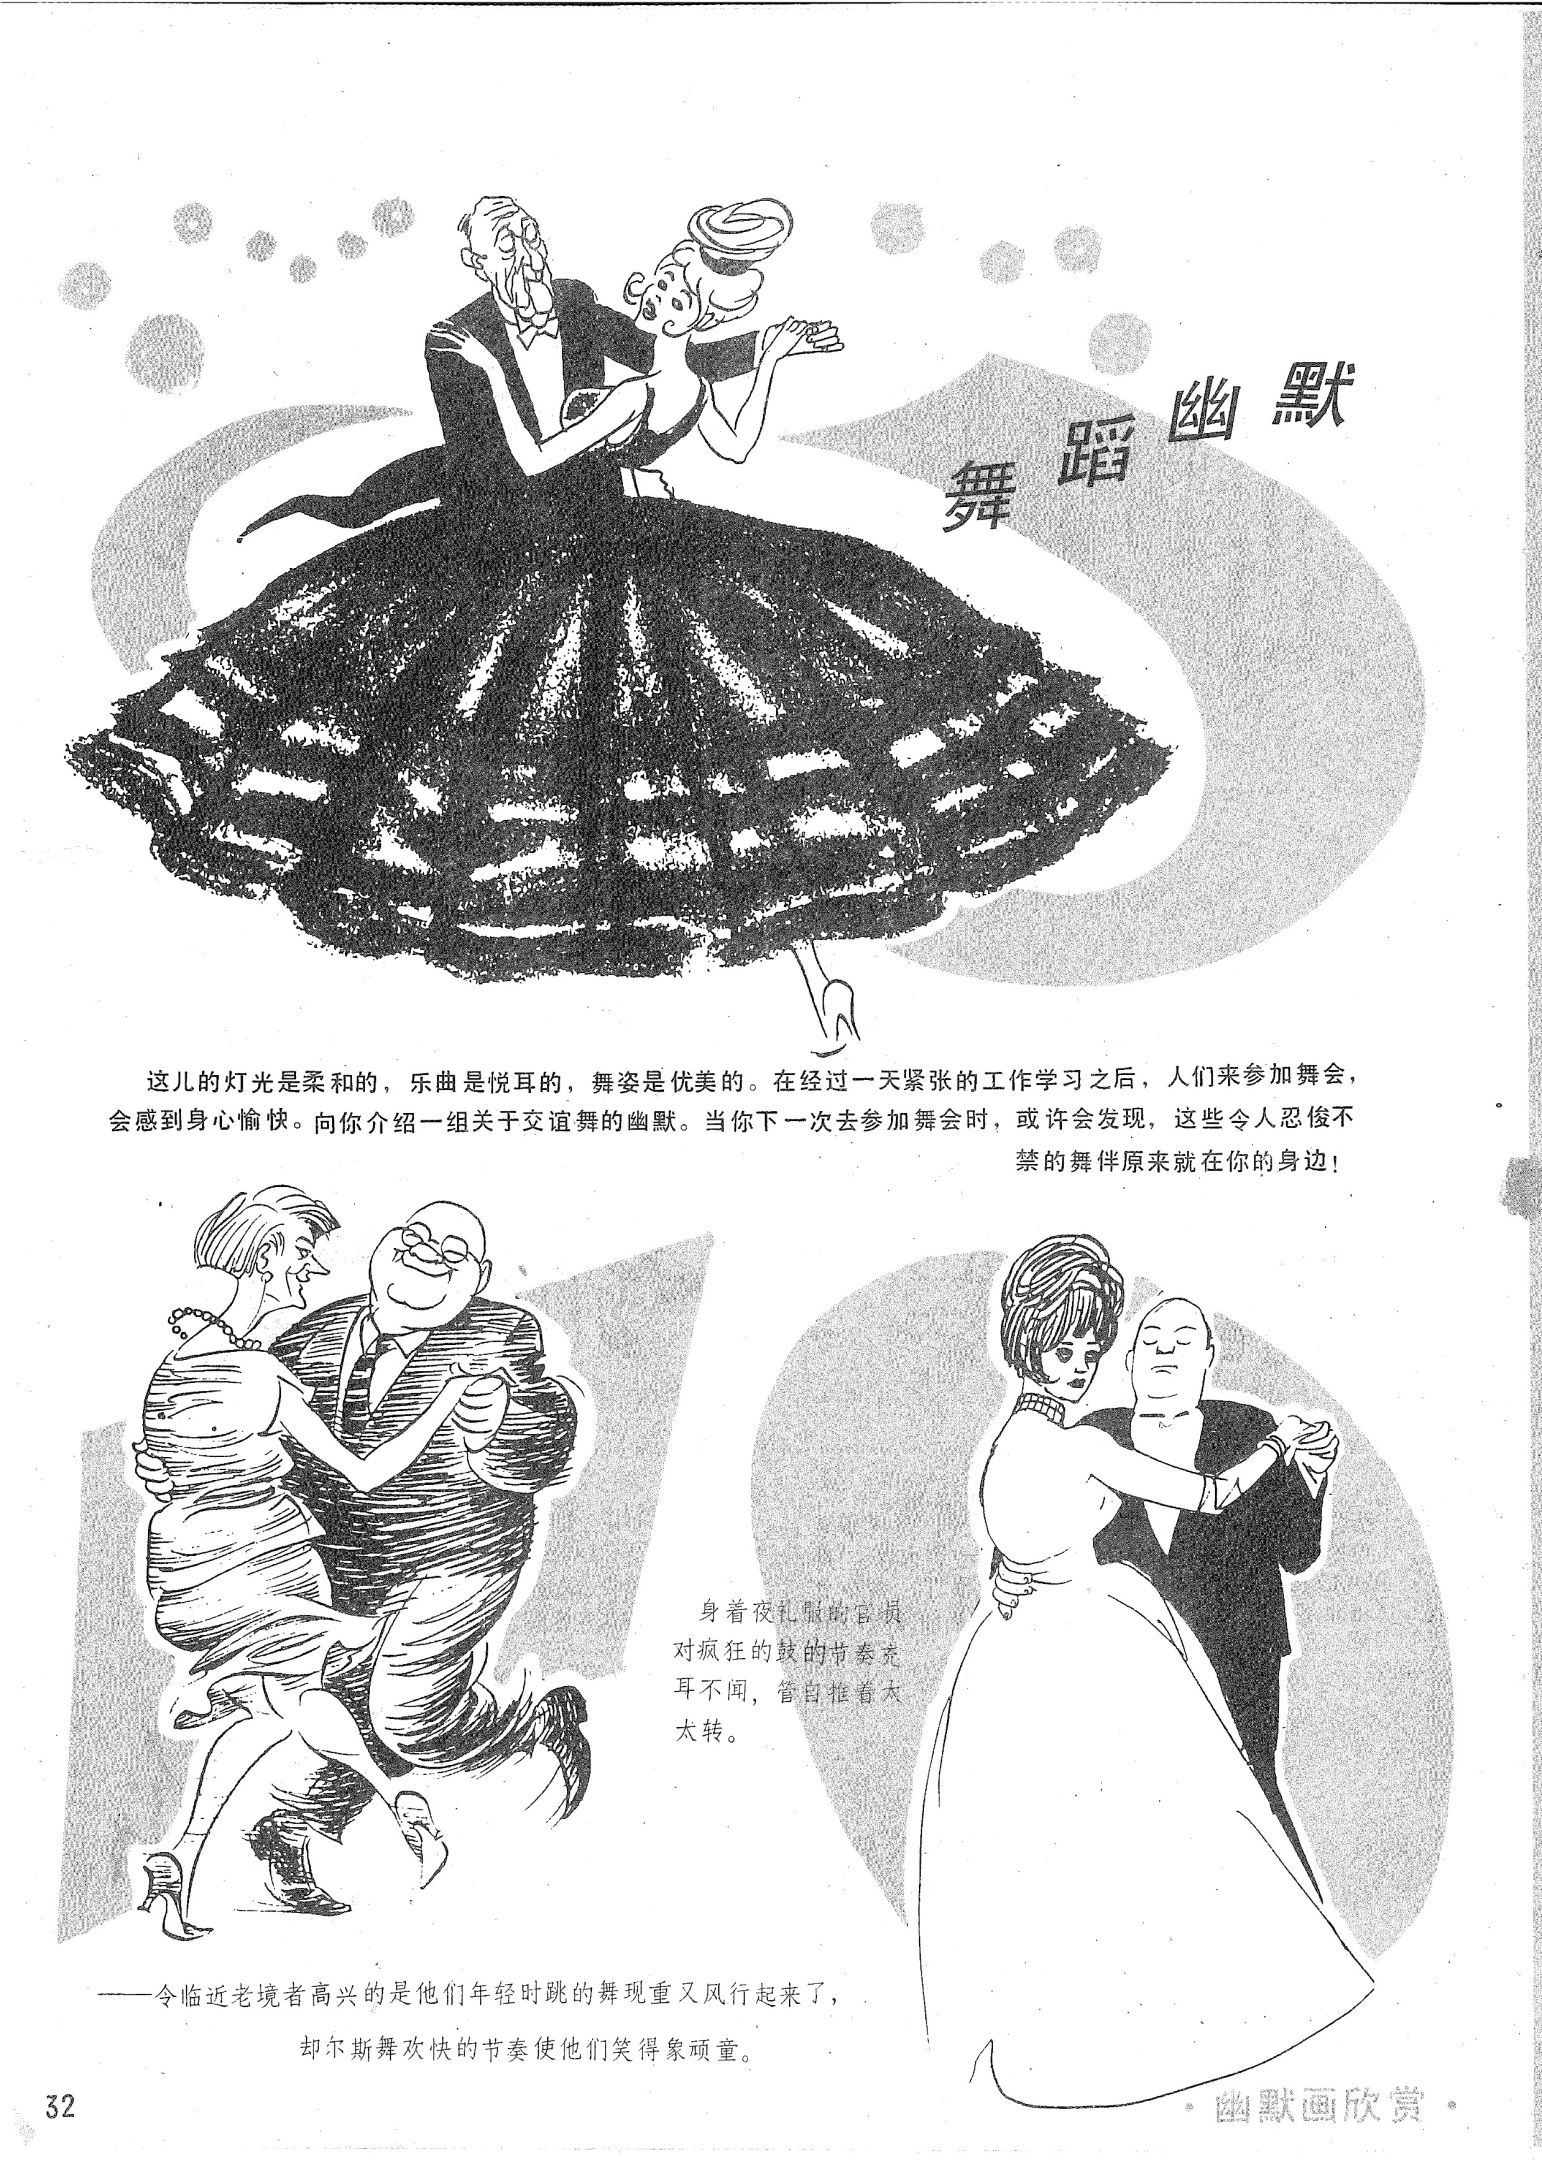 舞蹈幽默
这儿的灯光是柔和的，乐曲是悦耳的，舞姿是优美的。在经过一天紧张的工作学习之后，人们来参加舞会，
会感到身心愉快。向你介绍一组关于交谊舞的幽默。当你下一次去参加舞会时，或许会发现，这些令人忍俊不
禁的舞伴原来就在你的身边！
身着夜礼服的官员
对疯狂的鼓的节奏充
耳不闻，管自推着太
太转。
——令临近老境者高兴的是他们年轻时跳的舞现重又风行起来了，
却尔斯舞欢快的节奏使他们笑得象顽童。
32
·幽默画欣赏·